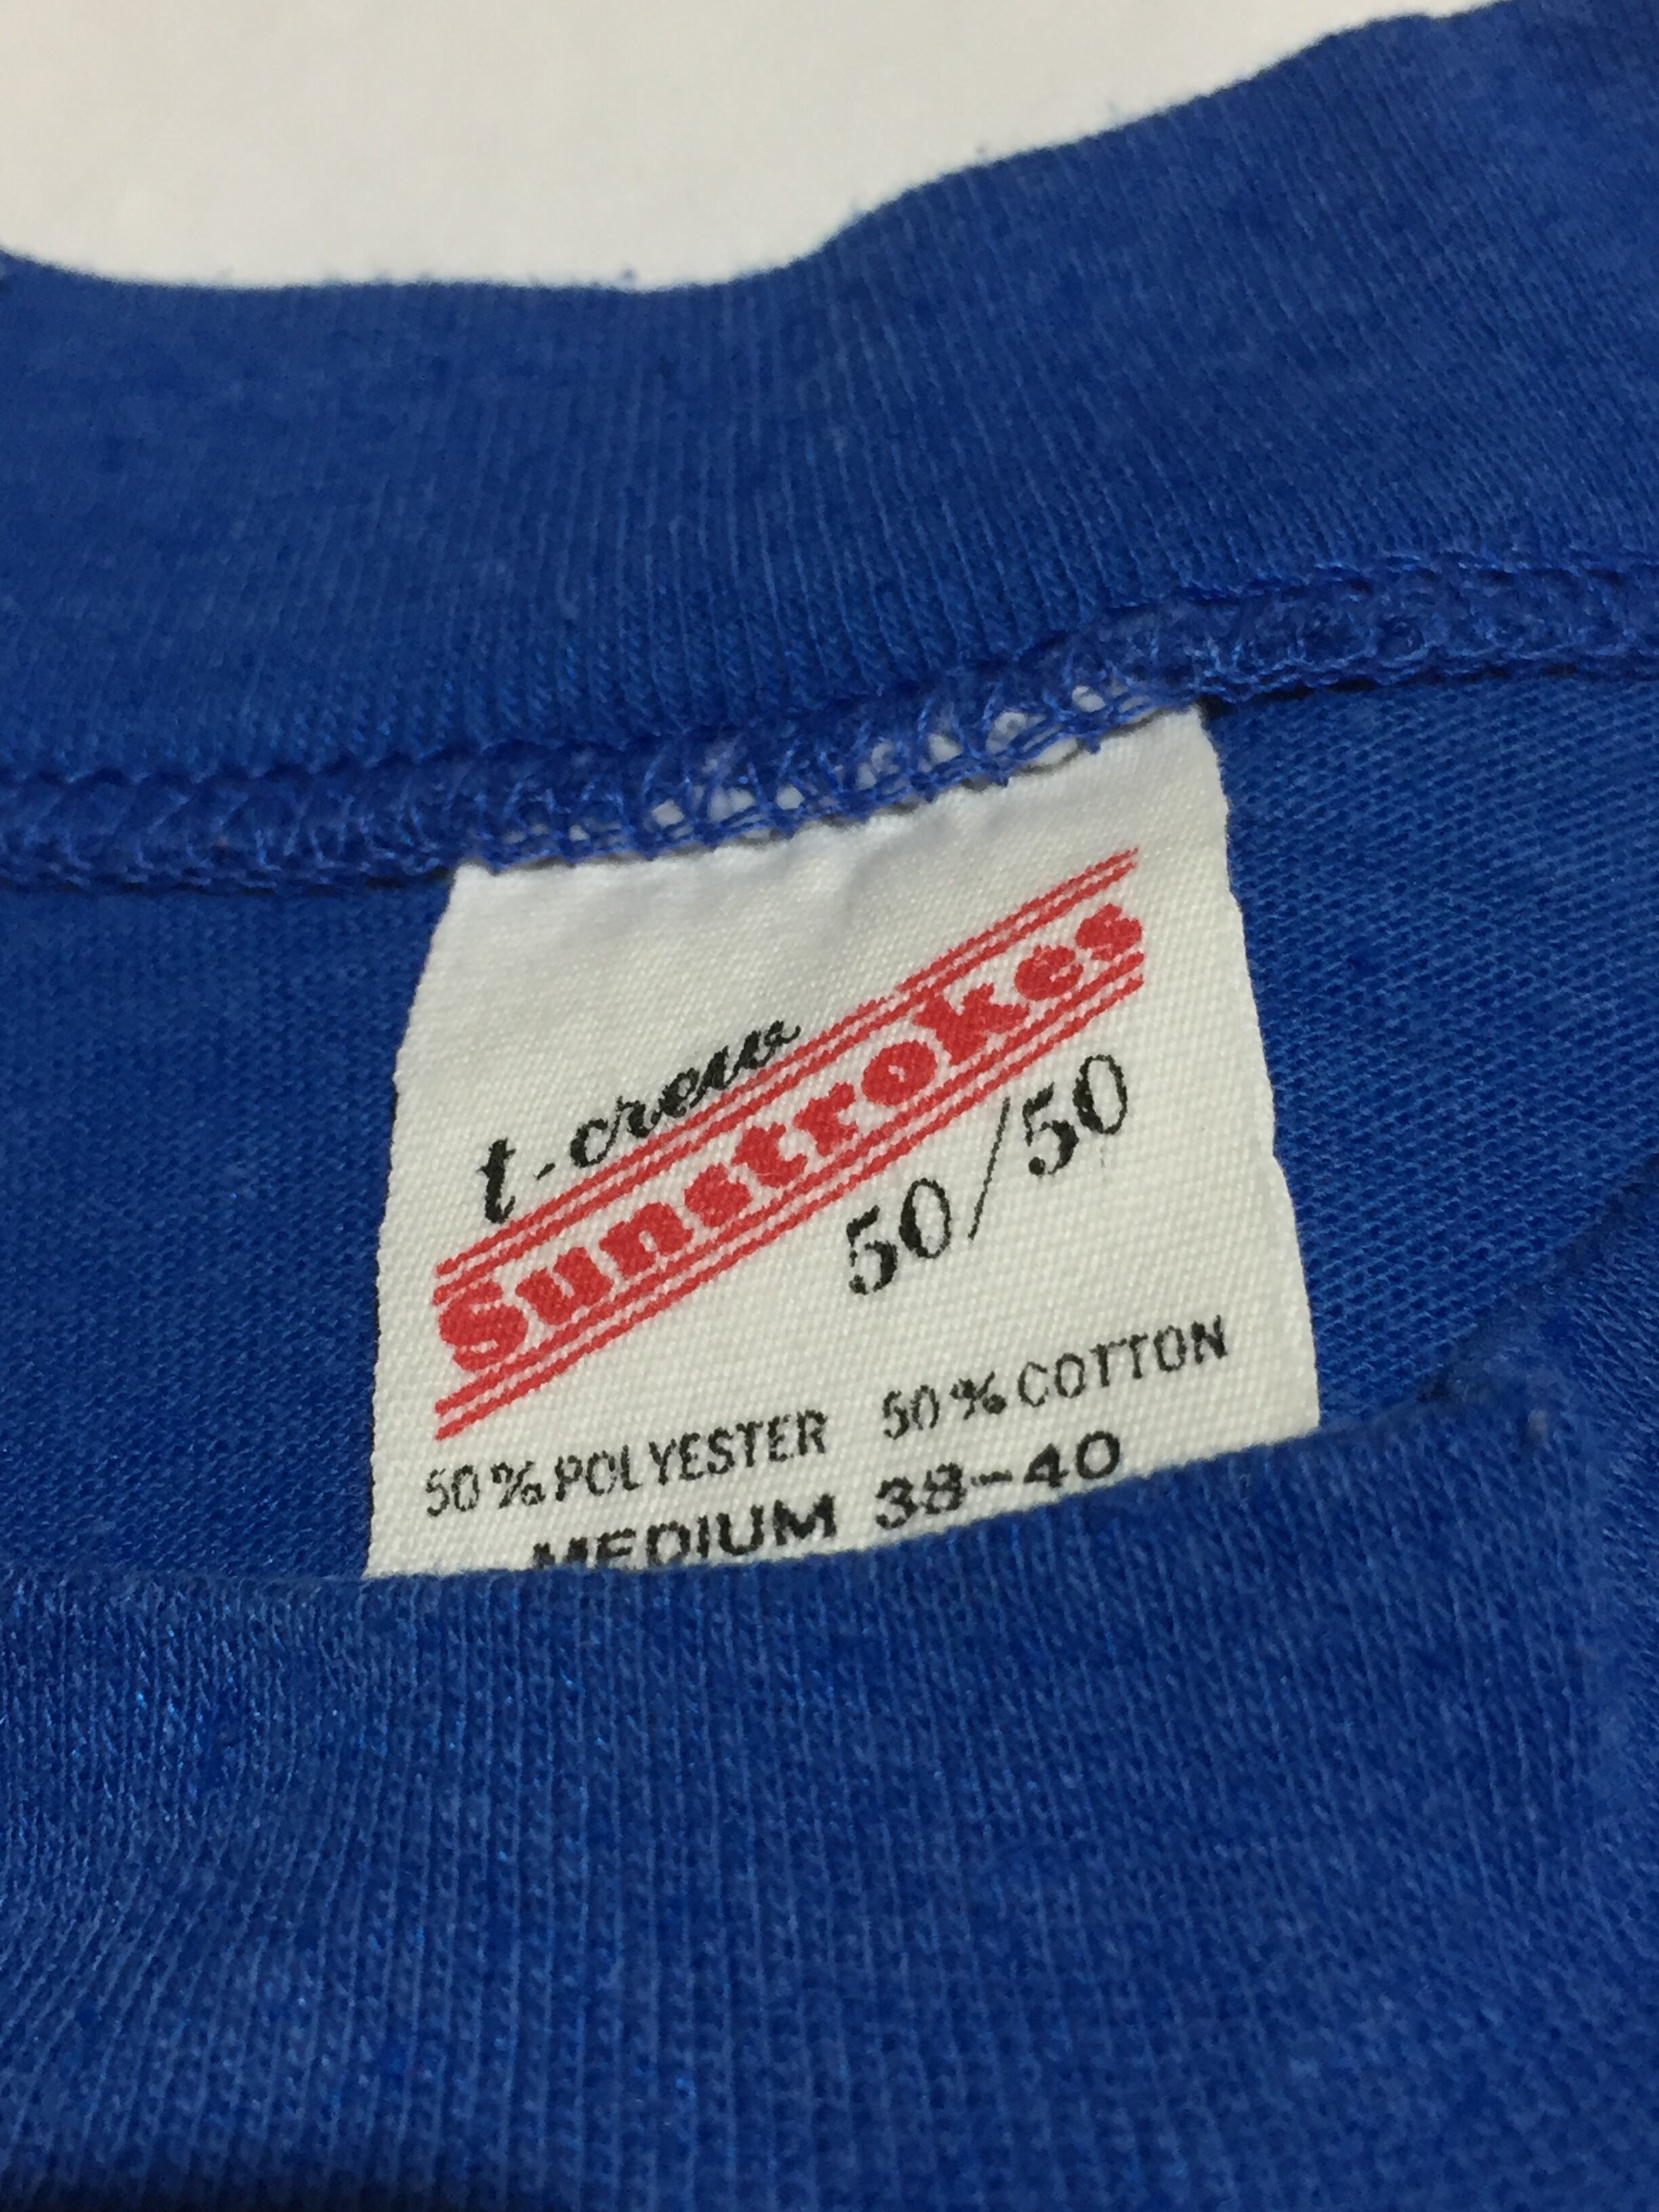 t-crew
Sunstrokes
50/50
50% POLYESTER 50% COTTON
MEDIUM 38-40